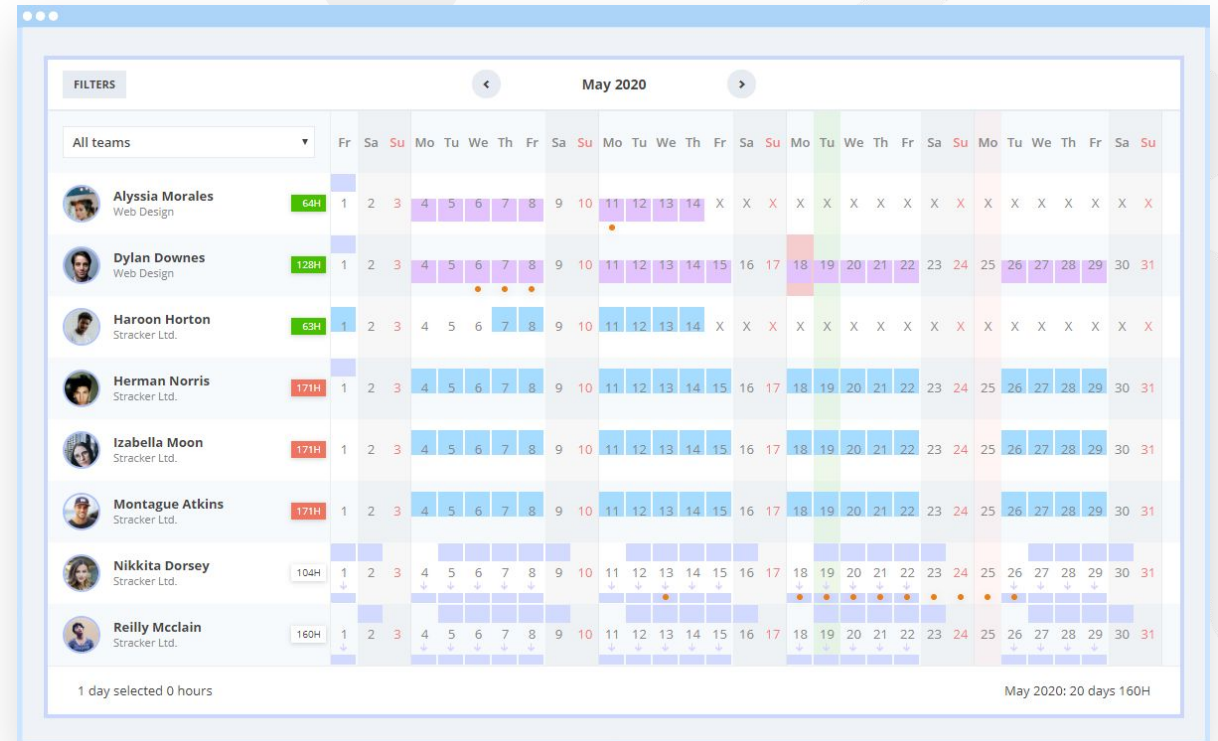 FILTERS < May 2020 >
All teams ▼ Fr Sa Su Mo Tu We Th Fr Sa Su Mo Tu We Th Fr Sa Su Mo Tu We Th Fr Sa Su Mo Tu We Th Fr Sa Su
Alyssia Morales
Web Design
64H 1 2 3 4 5 6 7 8 9 10 11 12 13 14 X X X X X X X X X X X X X X X X X
Dylan Downes
Web Design
128H 1 2 3 4 5 6 7 8 9 10 11 12 13 14 15 16 17 18 19 20 21 22 23 24 25 26 27 28 29 30 31
Haroon Horton
Stracker Ltd.
63H 1 2 3 4 5 6 7 8 9 10 11 12 13 14 X X X X X X X X X X X X X X X X X
Herman Norris
Stracker Ltd.
171H 1 2 3 4 5 6 7 8 9 10 11 12 13 14 15 16 17 18 19 20 21 22 23 24 25 26 27 28 29 30 31
Izabella Moon
Stracker Ltd.
171H 1 2 3 4 5 6 7 8 9 10 11 12 13 14 15 16 17 18 19 20 21 22 23 24 25 26 27 28 29 30 31
Montague Atkins
Stracker Ltd.
171H 1 2 3 4 5 6 7 8 9 10 11 12 13 14 15 16 17 18 19 20 21 22 23 24 25 26 27 28 29 30 31
Nikkita Dorsey
Stracker Ltd.
104H 1 2 3 4 5 6 7 8 9 10 11 12 13 14 15 16 17 18 19 20 21 22 23 24 25 26 27 28 29 30 31
Reilly Mcclain
Stracker Ltd.
160H 1 2 3 4 5 6 7 8 9 10 11 12 13 14 15 16 17 18 19 20 21 22 23 24 25 26 27 28 29 30 31
1 day selected 0 hours May 2020: 20 days 160H